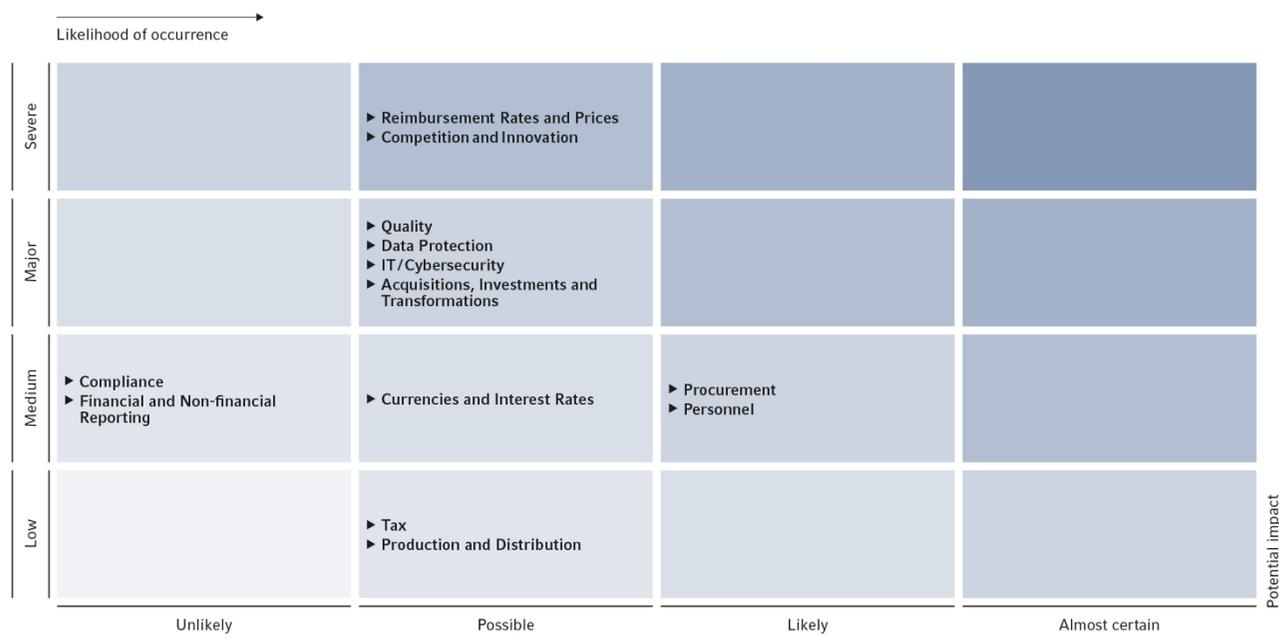 Likelihood of occurrence
Severe
▶ Reimbursement Rates and Prices
▶ Competition and Innovation
Major
▶ Quality
▶ Data Protection
▶ IT/Cybersecurity
▶ Acquisitions, Investments and
Transformations
Medium
▶ Compliance
▶ Financial and Non-financial
Reporting
▶ Currencies and Interest Rates
▶ Procurement
▶ Personnel
Low
▶ Tax
▶ Production and Distribution
Potential impact
Unlikely
Possible
Likely
Almost certain